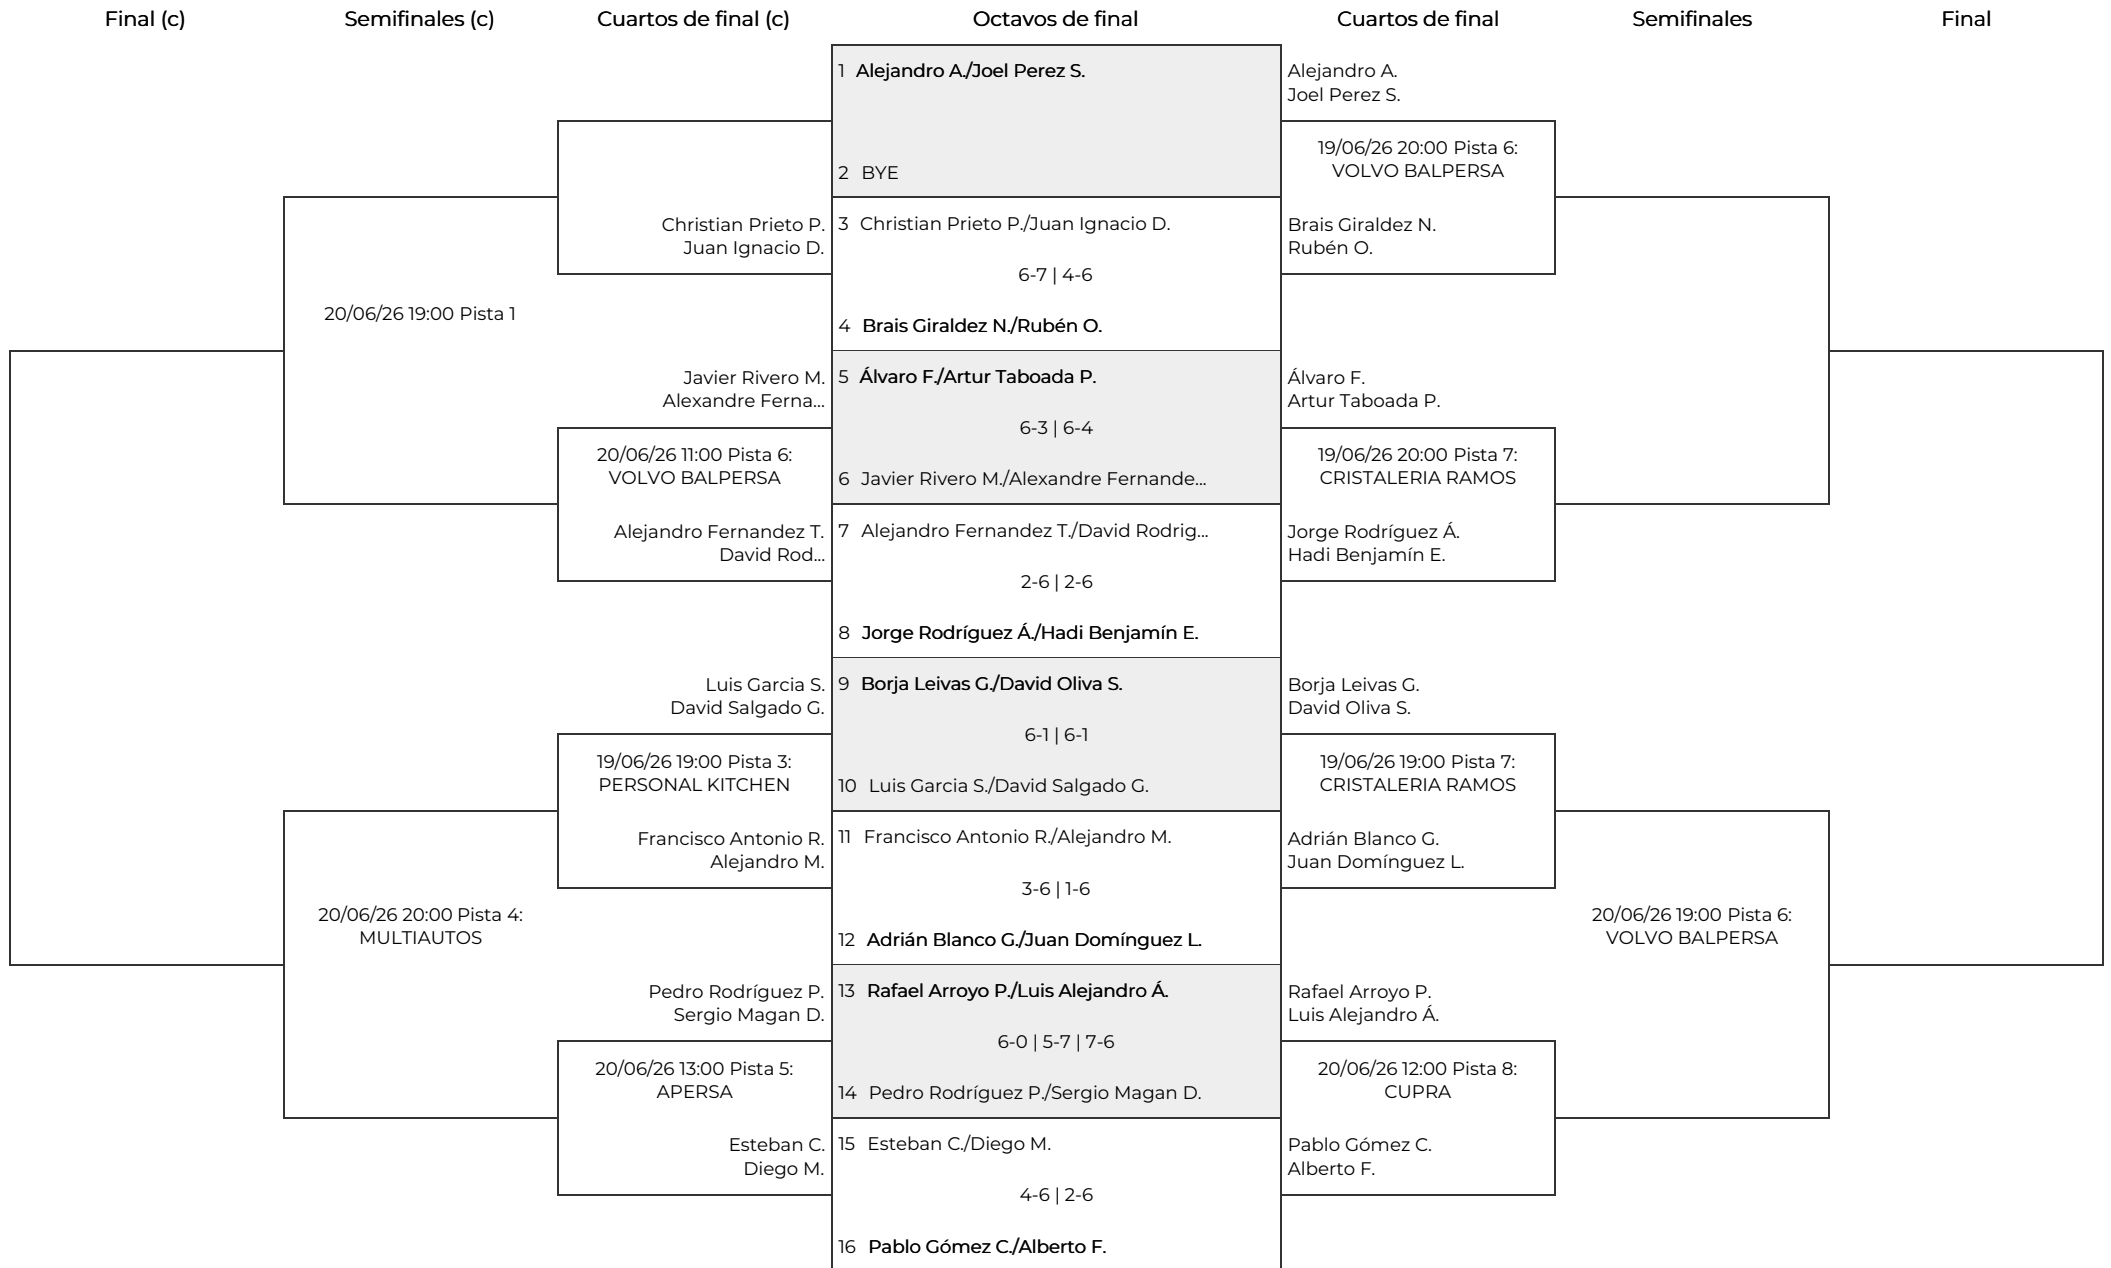 Final (c)
Semifinales (c)
Cuartos de final (c)
Octavos de final
Cuartos de final
Semifinales
Final
Christian Prieto P.
Juan Ignacio D.
20/06/26 19:00 Pista 1
Javier Rivero M.
Alexandre Ferna...
20/06/26 11:00 Pista 6:
VOLVO BALPERSA
Alejandro Fernandez T.
David Rod...
Luis Garcia S.
David Salgado G.
19/06/26 19:00 Pista 3:
PERSONAL KITCHEN
Francisco Antonio R.
Alejandro M.
20/06/26 20:00 Pista 4:
MULTIAUTOS
Pedro Rodríguez P.
Sergio Magan D.
20/06/26 13:00 Pista 5:
APERSA
Esteban C.
Diego M.
1 Alejandro A./Joel Perez S.
2 BYE
3 Christian Prieto P./Juan Ignacio D.
6-7 | 4-6
4 Brais Giraldez N./Rubén O.
5 Álvaro F./Artur Taboada P.
6-3 | 6-4
6 Javier Rivero M./Alexandre Fernande...
7 Alejandro Fernandez T./David Rodrig...
2-6 | 2-6
8 Jorge Rodríguez Á./Hadi Benjamín E.
9 Borja Leivas G./David Oliva S.
6-1 | 6-1
10 Luis Garcia S./David Salgado G.
11 Francisco Antonio R./Alejandro M.
3-6 | 1-6
12 Adrián Blanco G./Juan Domínguez L.
13 Rafael Arroyo P./Luis Alejandro Á.
6-0 | 5-7 | 7-6
14 Pedro Rodríguez P./Sergio Magan D.
15 Esteban C./Diego M.
4-6 | 2-6
16 Pablo Gómez C./Alberto F.
Alejandro A.
Joel Perez S.
19/06/26 20:00 Pista 6:
VOLVO BALPERSA
Brais Giraldez N.
Rubén O.
Álvaro F.
Artur Taboada P.
19/06/26 20:00 Pista 7:
CRISTALERIA RAMOS
Jorge Rodríguez Á.
Hadi Benjamín E.
Borja Leivas G.
David Oliva S.
19/06/26 19:00 Pista 7:
CRISTALERIA RAMOS
Adrián Blanco G.
Juan Domínguez L.
20/06/26 19:00 Pista 6:
VOLVO BALPERSA
Rafael Arroyo P.
Luis Alejandro Á.
20/06/26 12:00 Pista 8:
CUPRA
Pablo Gómez C.
Alberto F.